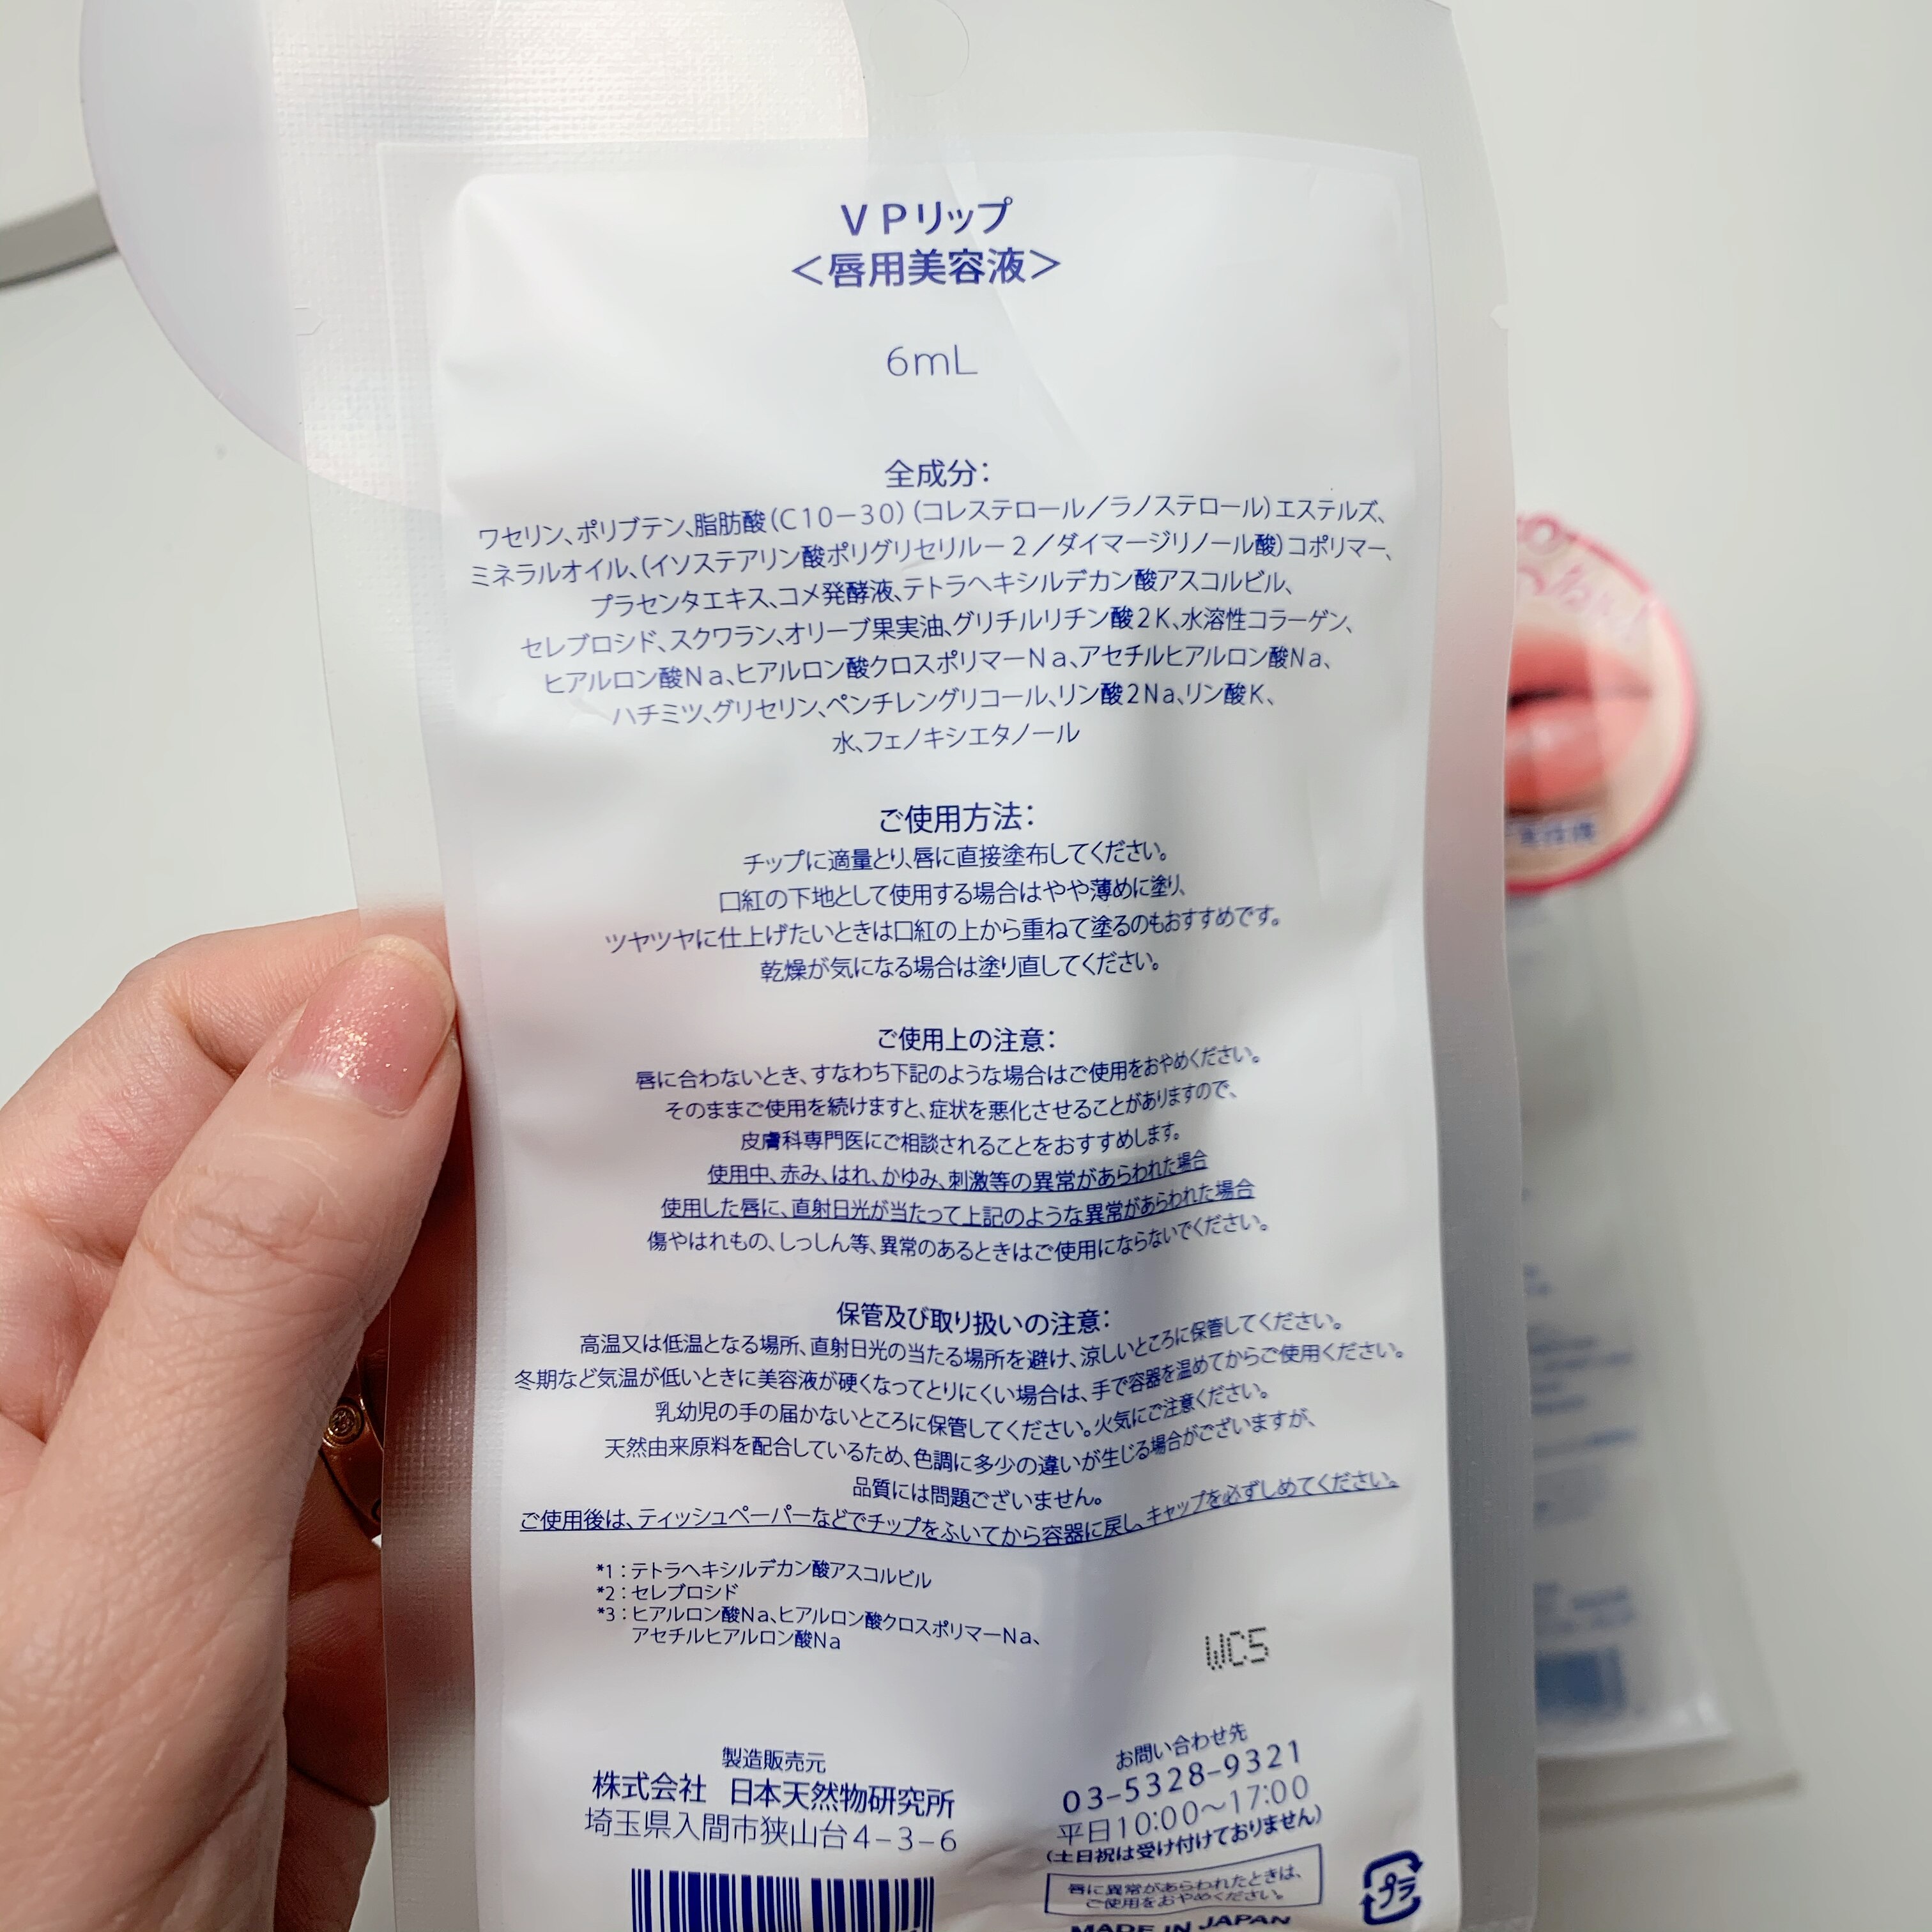 VPリップ
＜唇用美容液＞
6mL
全成分：
ワセリン、ポリブテン、脂肪酸（C10－30）（コレステロール／ラノステロール）エステルズ、
ミネラルオイル、（イソステアリン酸ポリグリセリルー2／ダイマージリノール酸）コポリマー、
プラセンタエキス、コメ発酵液、テトラヘキシルデカン酸アスコルビル、
セレブロシド、スクワラン、オリーブ果実油、グリチルリチン酸2K、水溶性コラーゲン、
ヒアルロン酸Na、ヒアルロン酸クロスポリマーNa、アセチルヒアルロン酸Na、
ハチミツ、グリセリン、ペンチレングリコール、リン酸2Na、リン酸K、
水、フェノキシエタノール
ご使用方法：
チップに適量とり、唇に直接塗布してください。
口紅の下地として使用する場合はやや薄めに塗り、
ツヤツヤに仕上げたいときは口紅の上から重ねて塗るのもおすすめです。
乾燥が気になる場合は塗り直してください。
ご使用上の注意：
唇に合わないとき、すなわち下記のような場合はご使用をおやめください。
そのままご使用を続けますと、症状を悪化させることがありますので、
皮膚科専門医にご相談されることをおすすめします。
使用中、赤み、はれ、かゆみ、刺激等の異常があらわれた場合
使用した唇に、直射日光が当たって上記のような異常があらわれた場合
傷やはれもの、しっしん等、異常のあるときはご使用にならないでください。
保管及び取り扱いの注意：
高温又は低温となる場所、直射日光の当たる場所を避け、涼しいところに保管してください。
冬期など気温が低いときに美容液が硬くなってとりにくい場合は、手で容器を温めてからご使用ください。
乳幼児の手の届かないところに保管してください。火気にご注意ください。
天然由来原料を配合しているため、色調に多少の違いが生じる場合がございますが、
品質には問題ございません。
ご使用後は、ティッシュペーパーなどでチップをふいてから容器に戻し、キャップを必ずしめてください。
*1：テトラヘキシルデカン酸アスコルビル
*2：セレブロシド
*3：ヒアルロン酸Na、ヒアルロン酸クロスポリマーNa、
アセチルヒアルロン酸Na
WC5
製造販売元
株式会社 日本天然物研究所
埼玉県入間市狭山台4-3-6
お問い合わせ先
03-5328-9321
平日10:00～17:00
（土日祝は受け付けておりません）
唇に異常があらわれたときは、
ご使用をおやめください。
プラ
MADE IN JAPAN